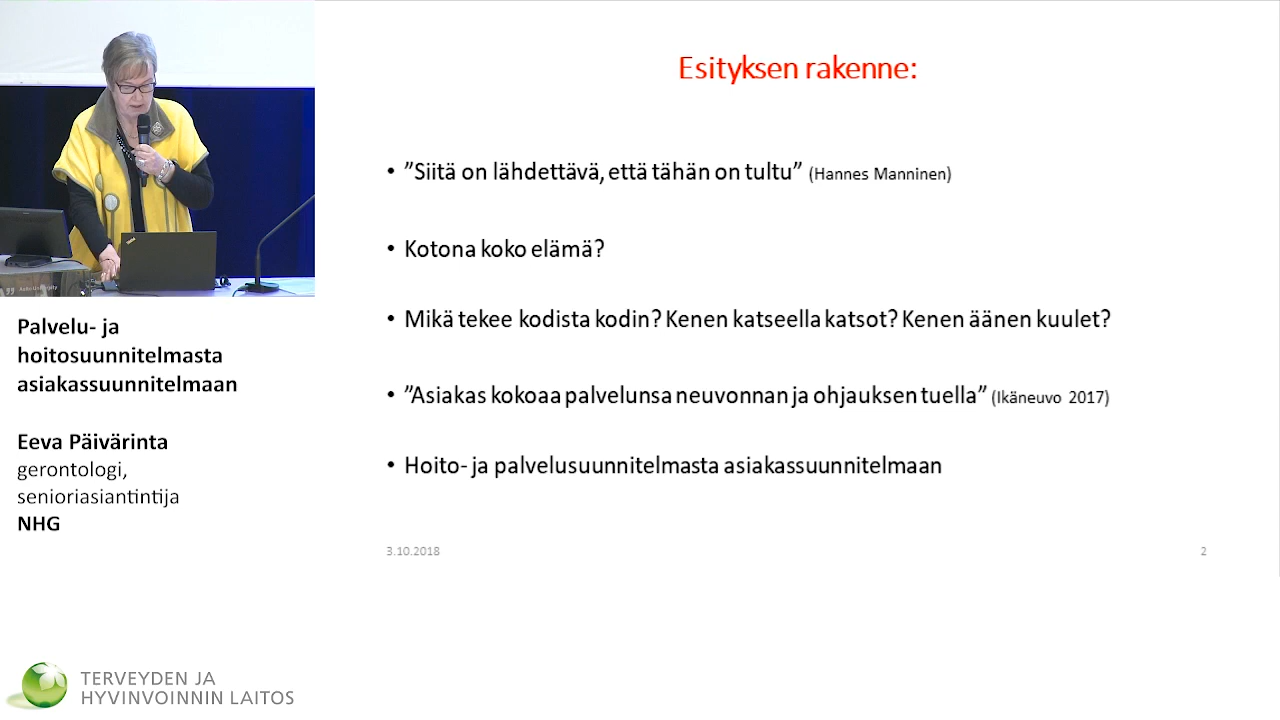 Palvelu- ja
hoitosuunnitelmasta
asiakassuunnitelmaan
Eeva Päivärinta
gerontologi,
senioriasiantintija
NHG
Esityksen rakenne:
• ”Siitä on lähdettävä, että tähän on tultu” (Hannes Manninen)
• Kotona koko elämä?
• Mikä tekee kodista kodin? Kenen katseella katsot? Kenen äänen kuulet?
• ”Asiakas kokoaa palvelunsa neuvonnan ja ohjauksen tuella” (Ikäneuvo 2017)
• Hoito- ja palvelusuunnitelmasta asiakassuunnitelmaan
3.10.2018
2
TERVEYDEN JA
HYVINVOINNIN LAITOS
Aalto University